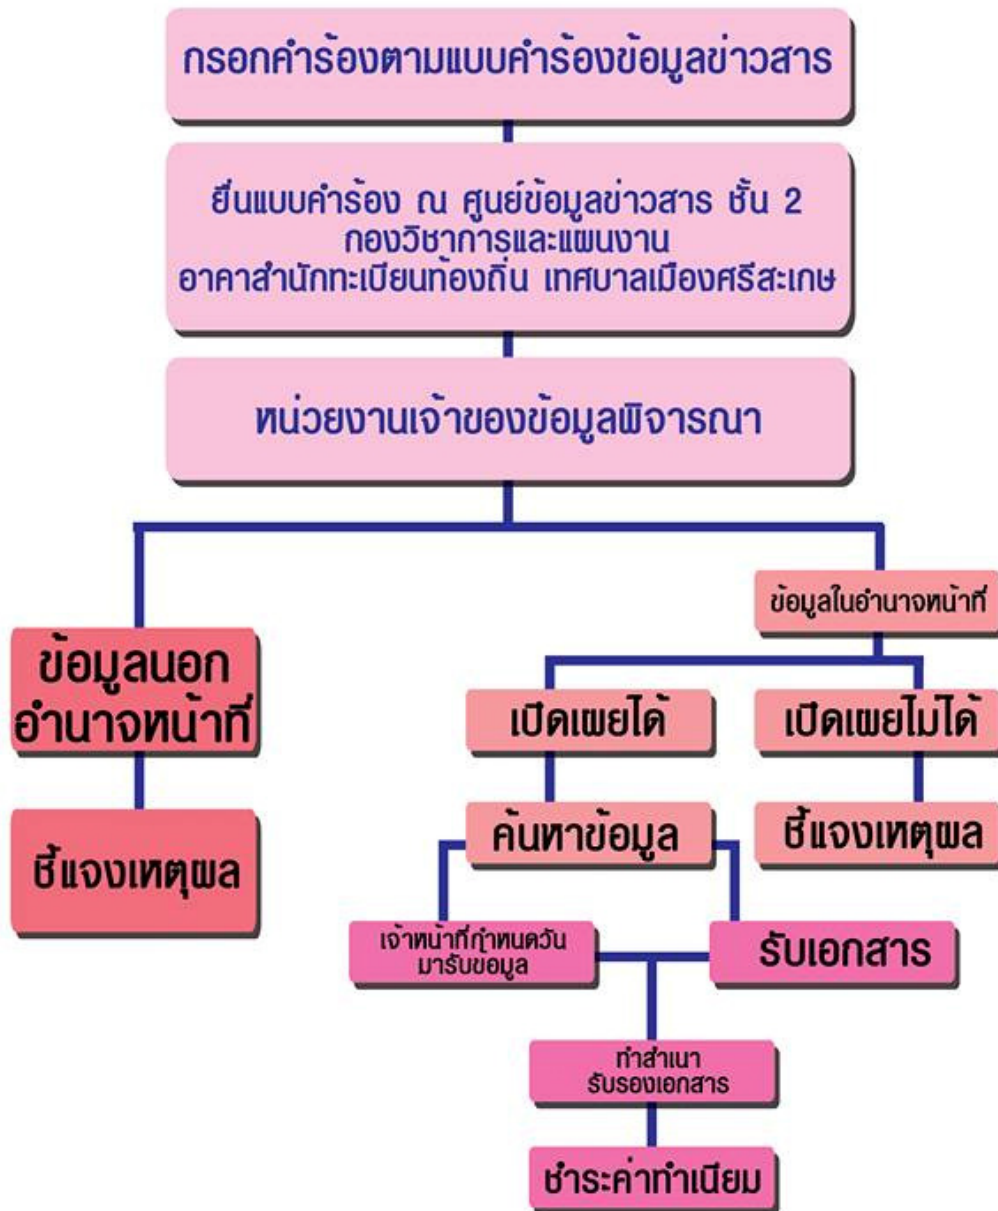 กรอกคำร้องตามแบบคำร้องข้อมูลข่าวสาร
ยื่นแบบคำร้อง ณ ศูนย์ข้อมูลข่าวสาร ชั้น 2
กองวิชาการและแผนงาน
อาคาสำนักทะเบียนท้องถิ่น เทศบาลเมืองศรีสะเกษ
หน่วยงานเจ้าของข้อมูลพิจารณา
ข้อมูลในอำนาจหน้าที่
ข้อมูลนอก
อำนาจหน้าที่
เปิดเผยได้
เปิดเผยไม่ได้
ชี้แจงเหตุผล
ค้นหาข้อมูล
ชี้แจงเหตุผล
เจ้าหน้าที่กำหนดวัน
มารับข้อมูล
รับเอกสาร
ทำสำเนา
รับรองเอกสาร
ชำระค่าทำเนียม